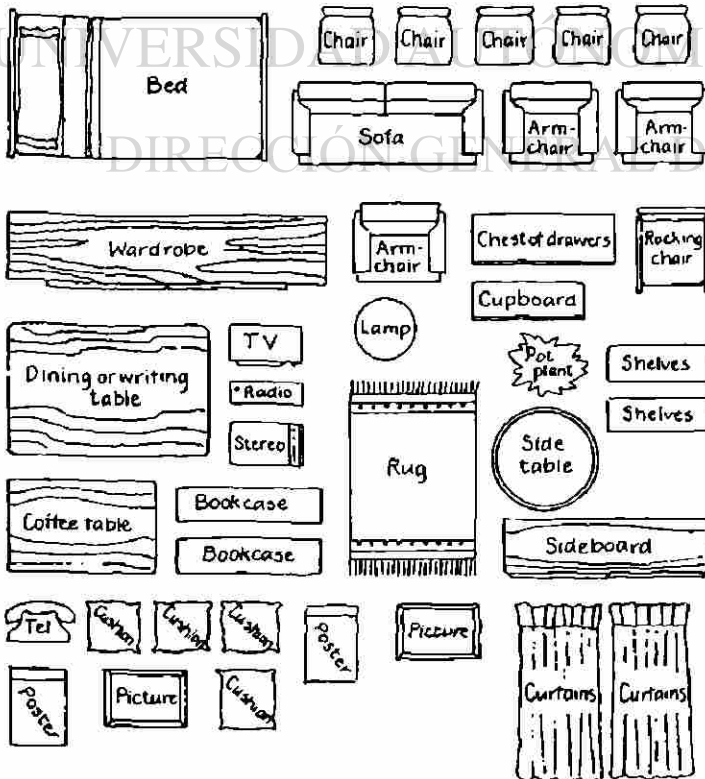 UNIVERSIDAD AUTÓNOM
Chair Chair Chair Chair Chair
Bed
Sofa
Arm-
chair
Arm-
chair
DIRECCIÓN GENERAL D
Wardrobe
Arm-
chair
Chest of drawers
Rocking
chair
Cupboard
Lamp
TV
Pot
plant
Shelves
Dining or writing
table
Radio
Shelves
Stereo
Rug
Side
table
Coffee table
Bookcase
Bookcase
Sideboard
Tel
Cushion
Cushion
Cushion
Poster
Picture
Curtains
Curtains
Poster
Picture
Cushion